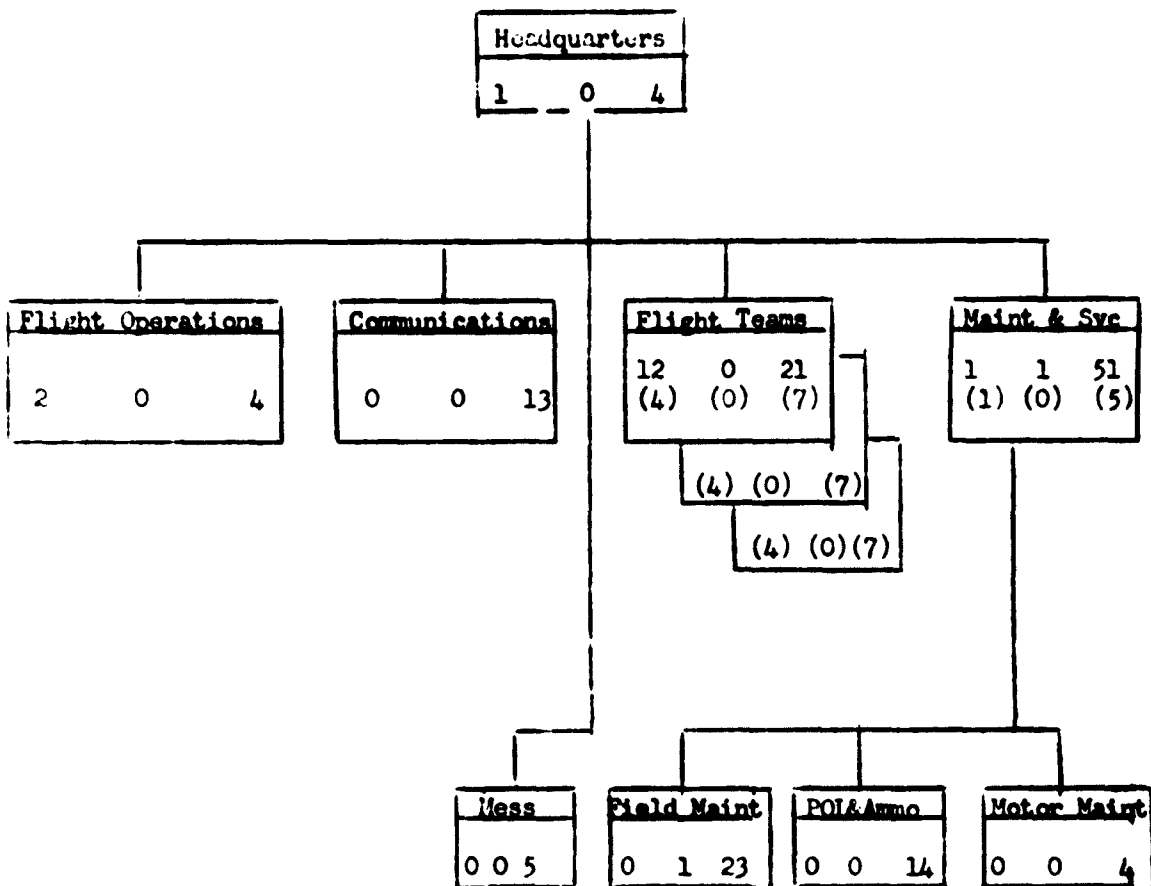 Headquarters
1 0 4
Flight Operations
2 0 4
Communications
0 0 13
Flight Teams
12 0 21
(4) (0) (7)
(4) (0) (7)
(4) (0)(7)
Maint & Svc
1 1 51
(1) (0) (5)
Mess
0 0 5
Field Maint
0 1 23
POL&Ammo
0 0 14
Motor Maint
0 0 4